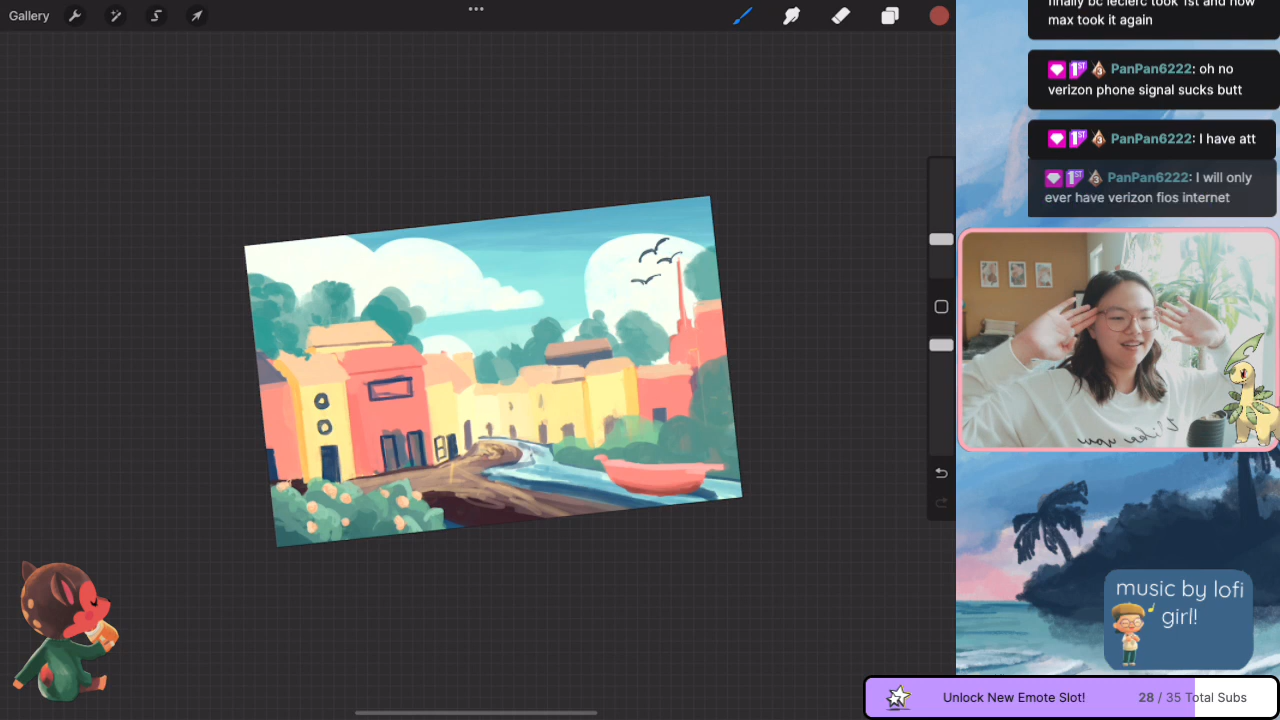 Gallery
finally bc leclerc took 1st and now
max took it again
PanPan6222: oh no
verizon phone signal sucks butt
PanPan6222: I have att
PanPan6222: I will only
ever have verizon fios internet
music by lofi
girl!
Unlock New Emote Slot! 28 / 35 Total Subs